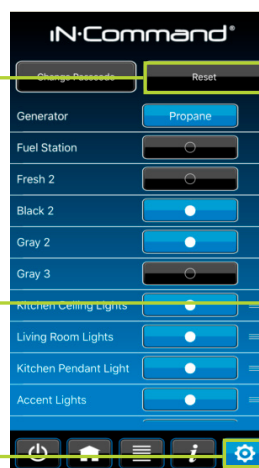 iN·Command®
Change Passcode Reset
Generator Propane
Fuel Station
Fresh 2
Black 2
Gray 2
Gray 3
Kitchen Ceiling Lights
Living Room Lights
Kitchen Pendant Light
Accent Lights